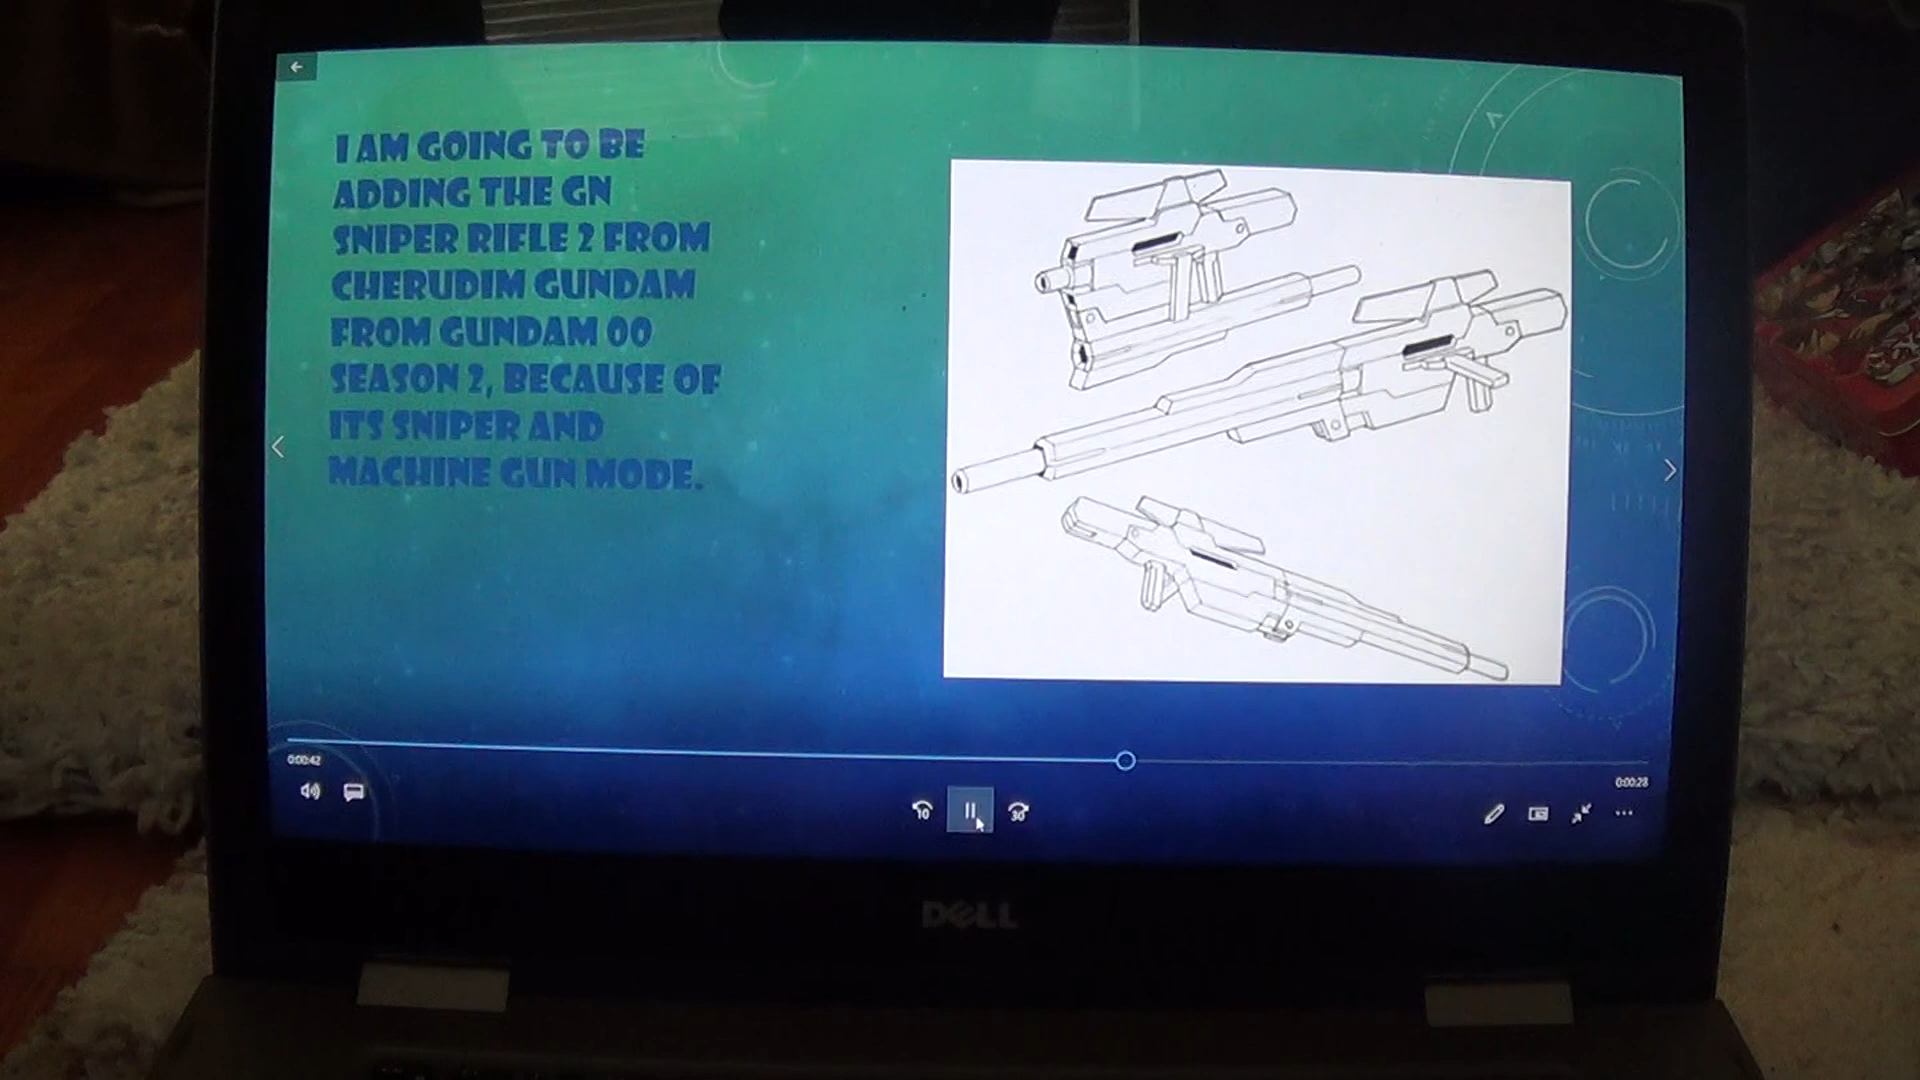 I AM GOING TO BE
ADDING THE GN
SNIPER RIFLE 2 FROM
CHERUDIM GUNDAM
FROM GUNDAM 00
SEASON 2, BECAUSE OF
ITS SNIPER AND
MACHINE GUN MODE.
0:00:42
0:00:28
10
30
DELL